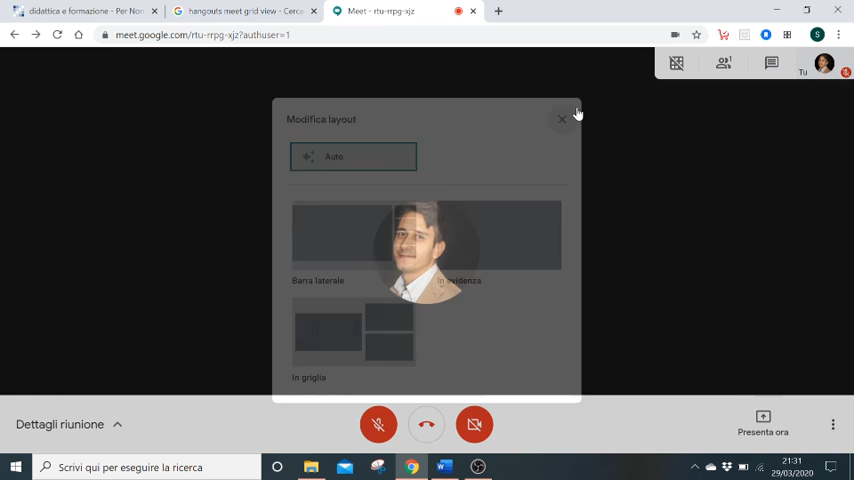 didattica e formazione - Per Non
hangouts meet grid view - Cerco
Meet - rtu-rrpg-xjz
meet.google.com/rtu-rrpg-xjz?authuser=1
S
1
Tu
Modifica layout
Auto
Barra laterale
In evidenza
In griglia
Dettagli riunione
Presenta ora
Scrivi qui per eseguire la ricerca
21:31
29/03/2020